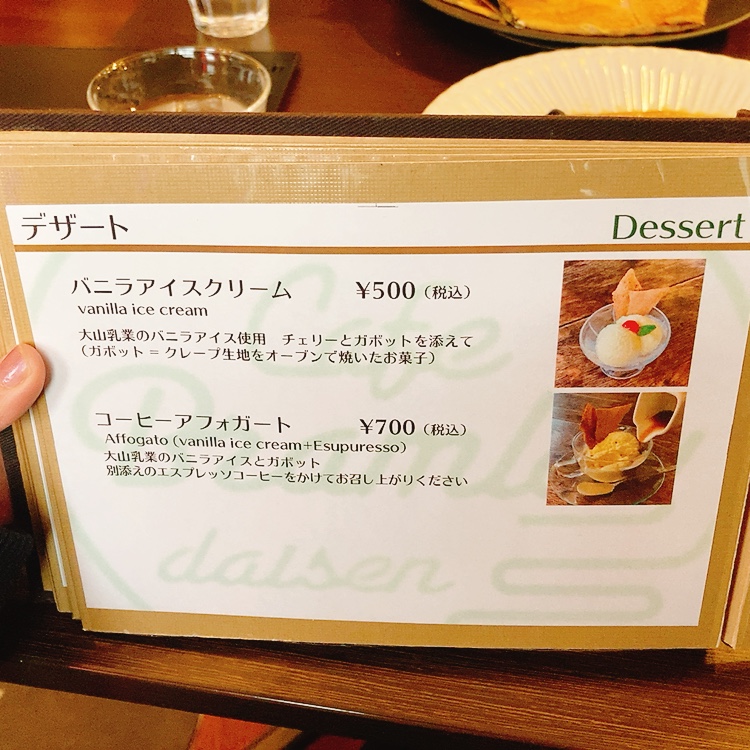 デザート Dessert
バニラアイスクリーム ¥500（税込）
vanilla ice cream
大山乳業のバニラアイス使用 チェリーとガボットを添えて
（ガボット＝クレープ生地をオーブンで焼いたお菓子）
コーヒーアフォガート ¥700（税込）
Affogato（vanilla ice cream+Esupuresso）
大山乳業のバニラアイスとガボット
別添えのエスプレッソコーヒーをかけてお召し上がりください
Cafe
daisen